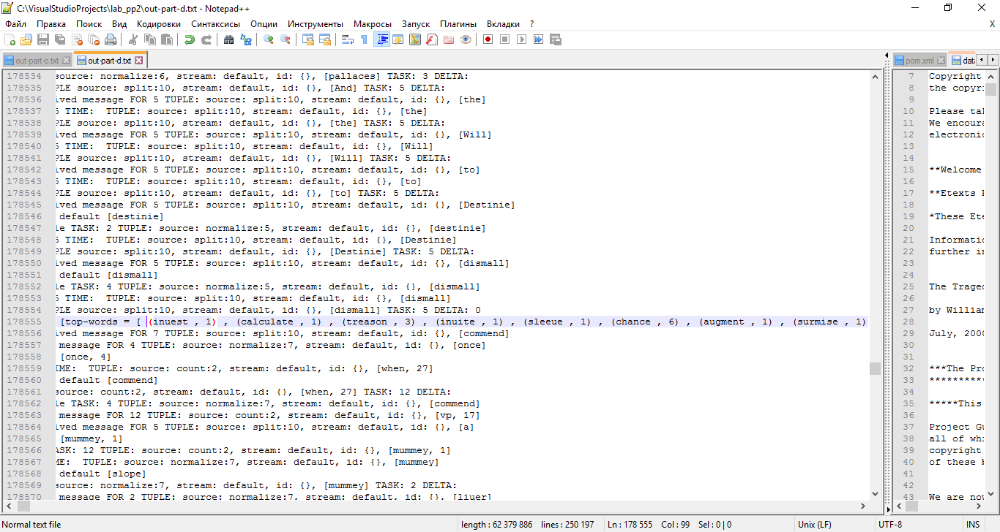 C:\VisualStudioProjects\lab_pp2\out-part-d.txt - Notepad++
Файл Правка Поиск Вид Кодировки Синтаксисы Опции Инструменты Макросы Запуск Плагины Вкладки ? X
out-part-c.txt out-part-d.txt
178534 source: normalize:6, stream: default, id: {}, [pallaces] TASK: 3 DELTA:
178535 PLE source: split:10, stream: default, id: {}, [And] TASK: 5 DELTA:
178536 ived message FOR 5 TUPLE: source: split:10, stream: default, id: {}, [the]
178537 5 TIME:  TUPLE: source: split:10, stream: default, id: {}, [the]
178538 PLE source: split:10, stream: default, id: {}, [the] TASK: 5 DELTA:
178539 ived message FOR 5 TUPLE: source: split:10, stream: default, id: {}, [Will]
178540 5 TIME:  TUPLE: source: split:10, stream: default, id: {}, [Will]
178541 PLE source: split:10, stream: default, id: {}, [Will] TASK: 5 DELTA:
178542 ived message FOR 5 TUPLE: source: split:10, stream: default, id: {}, [to]
178543 5 TIME:  TUPLE: source: split:10, stream: default, id: {}, [to]
178544 PLE source: split:10, stream: default, id: {}, [to] TASK: 5 DELTA:
178545 ived message FOR 5 TUPLE: source: split:10, stream: default, id: {}, [Destinie]
178546 default [destinie]
178547 le TASK: 2 TUPLE: source: normalize:5, stream: default, id: {}, [destinie]
178548 5 TIME:  TUPLE: source: split:10, stream: default, id: {}, [Destinie]
178549 PLE source: split:10, stream: default, id: {}, [Destinie] TASK: 5 DELTA:
178550 ived message FOR 5 TUPLE: source: split:10, stream: default, id: {}, [dismall]
178551 default [dismall]
178552 le TASK: 4 TUPLE: source: normalize:5, stream: default, id: {}, [dismall]
178553 5 TIME:  TUPLE: source: split:10, stream: default, id: {}, [dismall]
178554 PLE source: split:10, stream: default, id: {}, [dismall] TASK: 5 DELTA: 0
178555 [top-words = [ (inuest , 1) , (calculate , 1) , (treason , 3) , (inuite , 1) , (sleeue , 1) , (chance , 6) , (augment , 1) , (surmise , 1)
178556 ived message FOR 7 TUPLE: source: split:10, stream: default, id: {}, [commend]
178557 message FOR 4 TUPLE: source: normalize:7, stream: default, id: {}, [once]
178558 [once, 4]
178559 IME:  TUPLE: source: count:2, stream: default, id: {}, [when, 27]
178560 default [commend]
178561 source: count:2, stream: default, id: {}, [when, 27] TASK: 12 DELTA:
178562 le TASK: 4 TUPLE: source: normalize:7, stream: default, id: {}, [commend]
178563 message FOR 12 TUPLE: source: count:2, stream: default, id: {}, [vp, 17]
178564 ived message FOR 5 TUPLE: source: split:10, stream: default, id: {}, [a]
178565 [mummey, 1]
178566 ASK: 12 TUPLE: source: count:2, stream: default, id: {}, [mummey, 1]
178567 ME:  TUPLE: source: normalize:7, stream: default, id: {}, [mummey]
178568 default [slope]
178569 source: normalize:7, stream: default, id: {}, [mummey] TASK: 2 DELTA:
178570 message FOR 2 TUPLE: source: normalize:7, stream: default, id: {}, [liuer]
pom.xml dat
7 Copyright
8 the copyr
9
10 Please ta
11 We encour
12 electroni
13
14
15 **Welcome
16
17 **Etexts
18
19 *These Ete
20
21 Informati
22 further i
23
24
25 The Trage
26
27 by Willia
28
29 July, 200
30
31
32 ***The Pro
33 **********
34
35 *****This
36
37 Project Gu
38 all of wh
39 copyright
40 of these
41
42
43 We are no
Normal text file length : 62 379 886 lines : 250 197 Ln : 178 555 Col : 99 Sel : 0 | 0 Unix (LF) UTF-8 INS